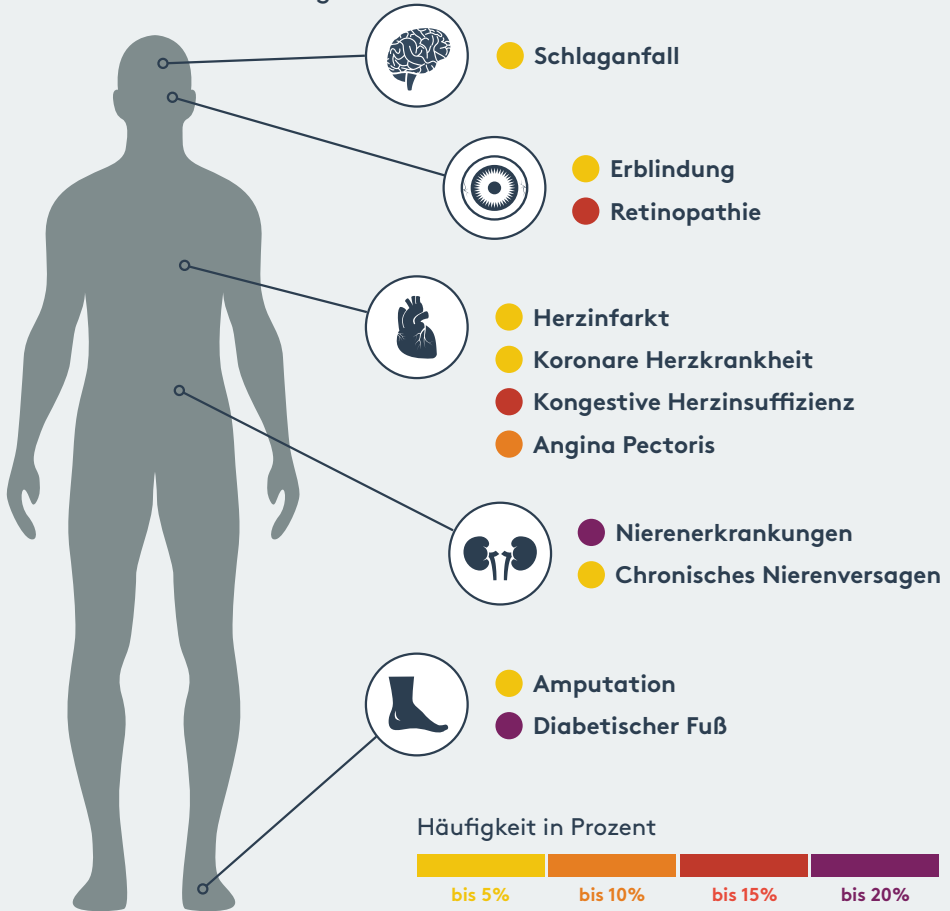 Schlaganfall
Erblindung
Retinopathie
Herzinfarkt
Koronare Herzkrankheit
Kongestive Herzinsuffizienz
Angina Pectoris
Nierenerkrankungen
Chronisches Nierenversagen
Amputation
Diabetischer Fuß
Häufigkeit in Prozent
bis 5% bis 10% bis 15% bis 20%